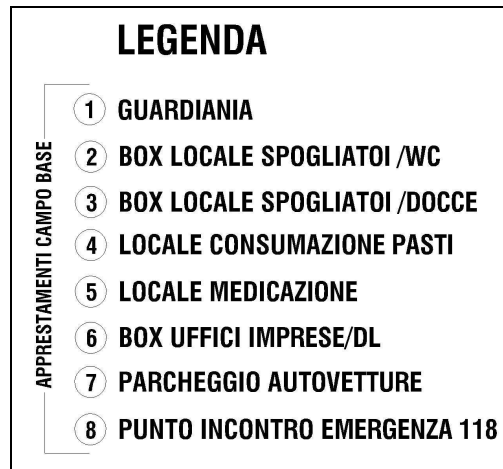 LEGENDA
APPRESTAMENTI CAMPO BASE
1 GUARDIANIA
2 BOX LOCALE SPOGLIATOI /WC
3 BOX LOCALE SPOGLIATOI /DOCCE
4 LOCALE CONSUMAZIONE PASTI
5 LOCALE MEDICAZIONE
6 BOX UFFICI IMPRESE/DL
7 PARCHEGGIO AUTOVETTURE
8 PUNTO INCONTRO EMERGENZA 118